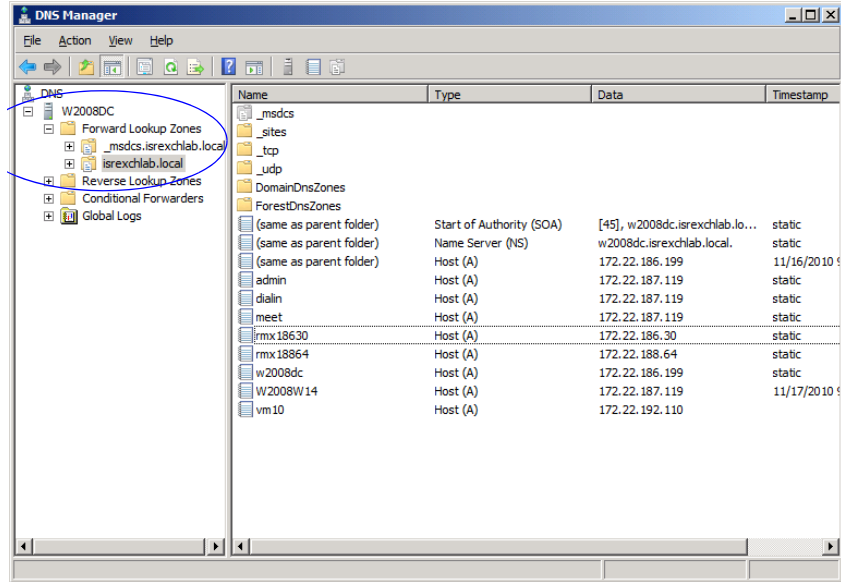 DNS Manager
File Action View Help
DNS
W2008DC
Forward Lookup Zones
_msdcs.isrexchlab.local
isrexchlab.local
Reverse Lookup Zones
Conditional Forwarders
Global Logs
Name Type Data Timestamp
_msdcs
_sites
_tcp
_udp
DomainDnsZones
ForestDnsZones
(same as parent folder) Start of Authority (SOA) [45], w2008dc.isrexchlab.lo... static
(same as parent folder) Name Server (NS) w2008dc.isrexchlab.local. static
(same as parent folder) Host (A) 172.22.186.199 11/16/2010 9
admin Host (A) 172.22.187.119 static
dialin Host (A) 172.22.187.119 static
meet Host (A) 172.22.187.119 static
rmx18630 Host (A) 172.22.186.30 static
rmx18864 Host (A) 172.22.188.64 static
w2008dc Host (A) 172.22.186.199 static
W2008W14 Host (A) 172.22.187.119 11/17/2010 9
vm10 Host (A) 172.22.192.110